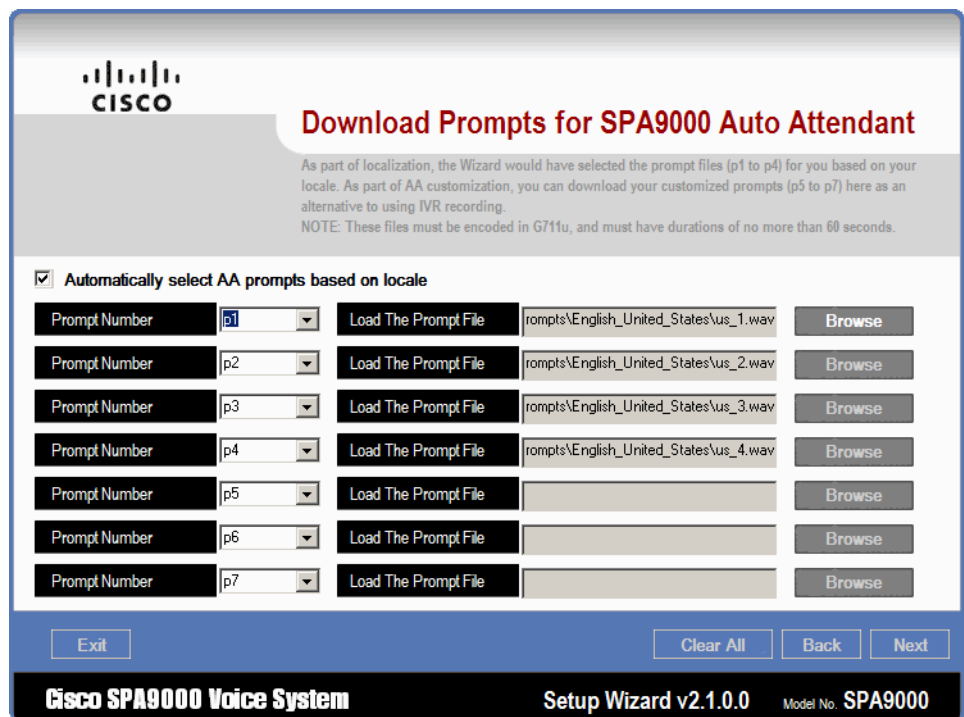 CISCO
Download Prompts for SPA9000 Auto Attendant
As part of localization, the Wizard would have selected the prompt files (p1 to p4) for you based on your
locale. As part of AA customization, you can download your customized prompts (p5 to p7) here as an
alternative to using IVR recording.
NOTE: These files must be encoded in G711u, and must have durations of no more than 60 seconds.
Automatically select AA prompts based on locale
Prompt Number p1 Load The Prompt File rompts\English_United_States\us_1.wav Browse
Prompt Number p2 Load The Prompt File rompts\English_United_States\us_2.wav Browse
Prompt Number p3 Load The Prompt File rompts\English_United_States\us_3.wav Browse
Prompt Number p4 Load The Prompt File rompts\English_United_States\us_4.wav Browse
Prompt Number p5 Load The Prompt File Browse
Prompt Number p6 Load The Prompt File Browse
Prompt Number p7 Load The Prompt File Browse
Exit Clear All Back Next
Cisco SPA9000 Voice System Setup Wizard v2.1.0.0 Model No. SPA9000